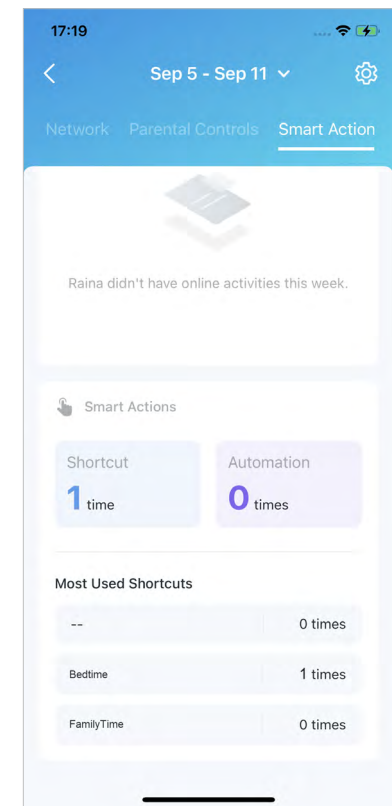 17:19
Sep 5 - Sep 11
Network Parental Controls Smart Action
Raina didn't have online activities this week.
Smart Actions
Shortcut Automation
1 time 0 times
Most Used Shortcuts
-- 0 times
Bedtime 1 times
FamilyTime 0 times